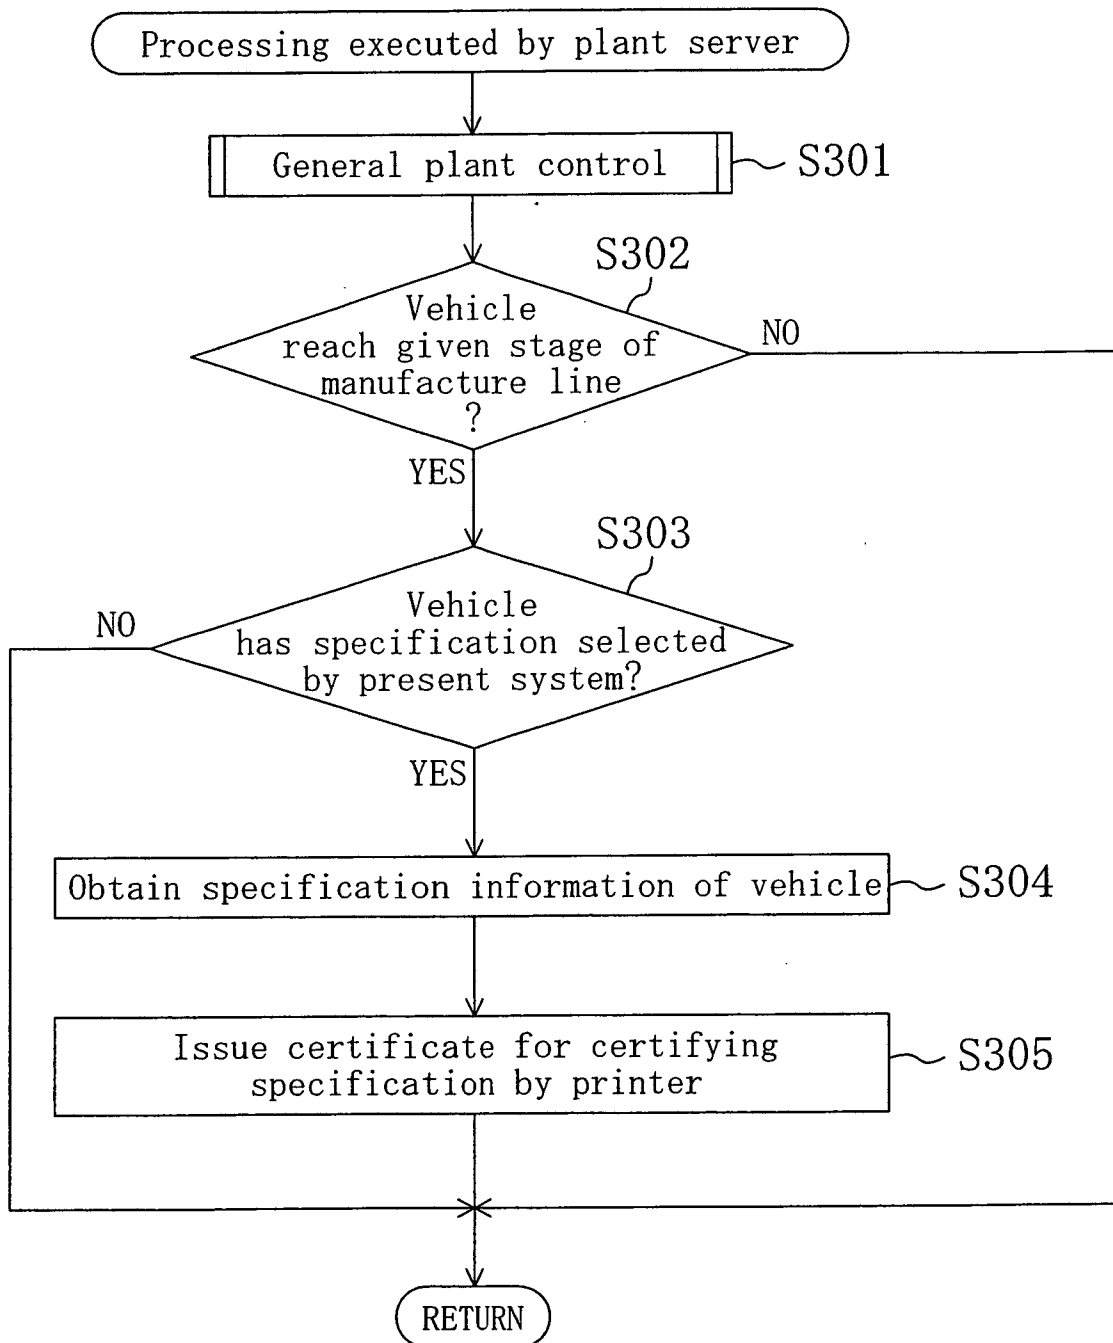 Processing executed by plant server
General plant control
S301
S302
Vehicle
reach given stage of
manufacture line
?
NO
YES
S303
Vehicle
has specification selected
by present system?
NO
YES
Obtain specification information of vehicle
S304
Issue certificate for certifying
specification by printer
S305
RETURN